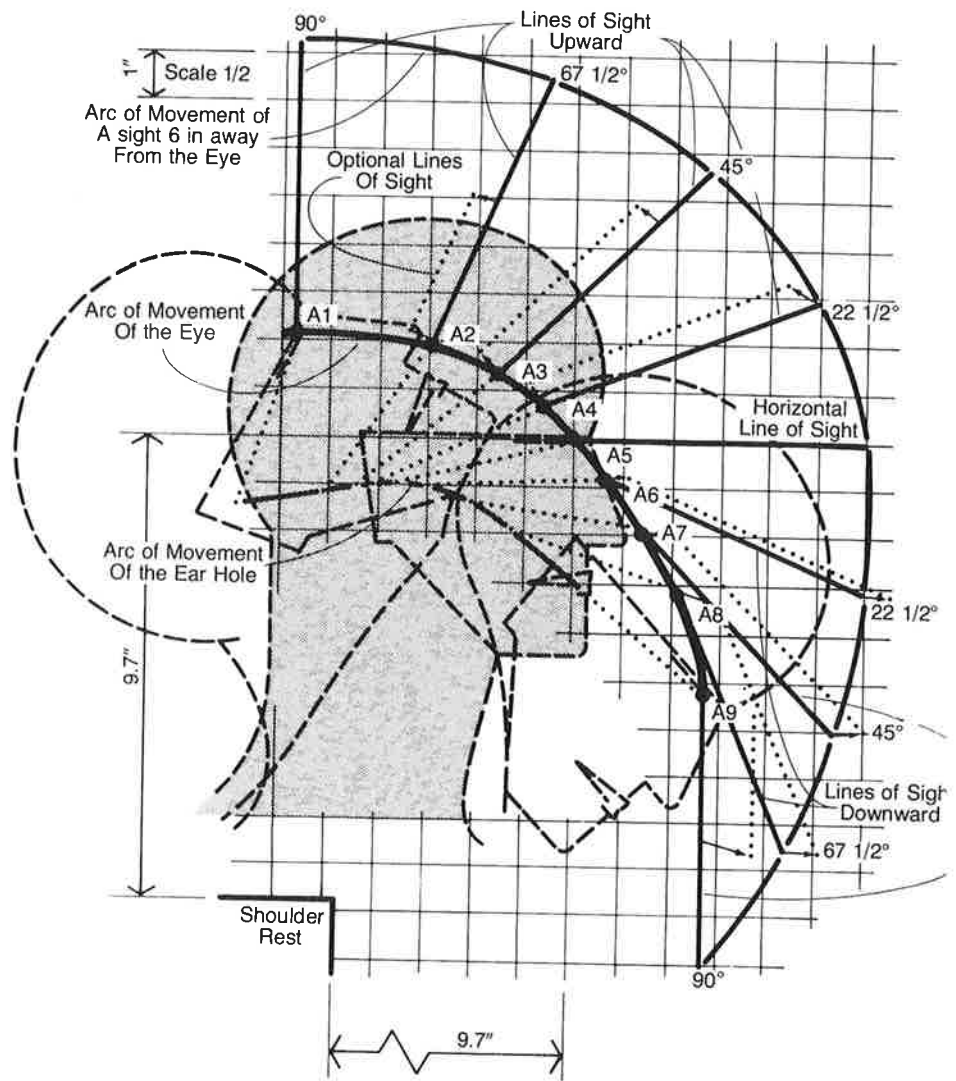 90°
Lines of Sight
Upward
1"
Scale 1/2
67 1/2°
Arc of Movement of
A sight 6 in away
From the Eye
Optional Lines
Of Sight
45°
Arc of Movement
Of the Eye
A1
A2
A3
A4
22 1/2°
Horizontal
Line of Sight
A5
A6
A7
Arc of Movement
Of the Ear Hole
A8
22 1/2°
9.7"
A9
45°
Lines of Sigh
Downward
67 1/2°
Shoulder
Rest
90°
9.7"